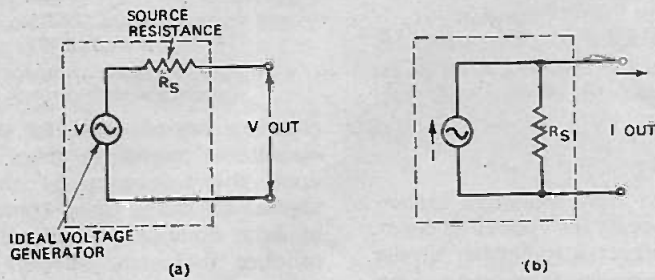 SOURCE
RESISTANCE
RS
V
V OUT
IDEAL VOLTAGE
GENERATOR
(a)
I
RSI
I OUT
(b)